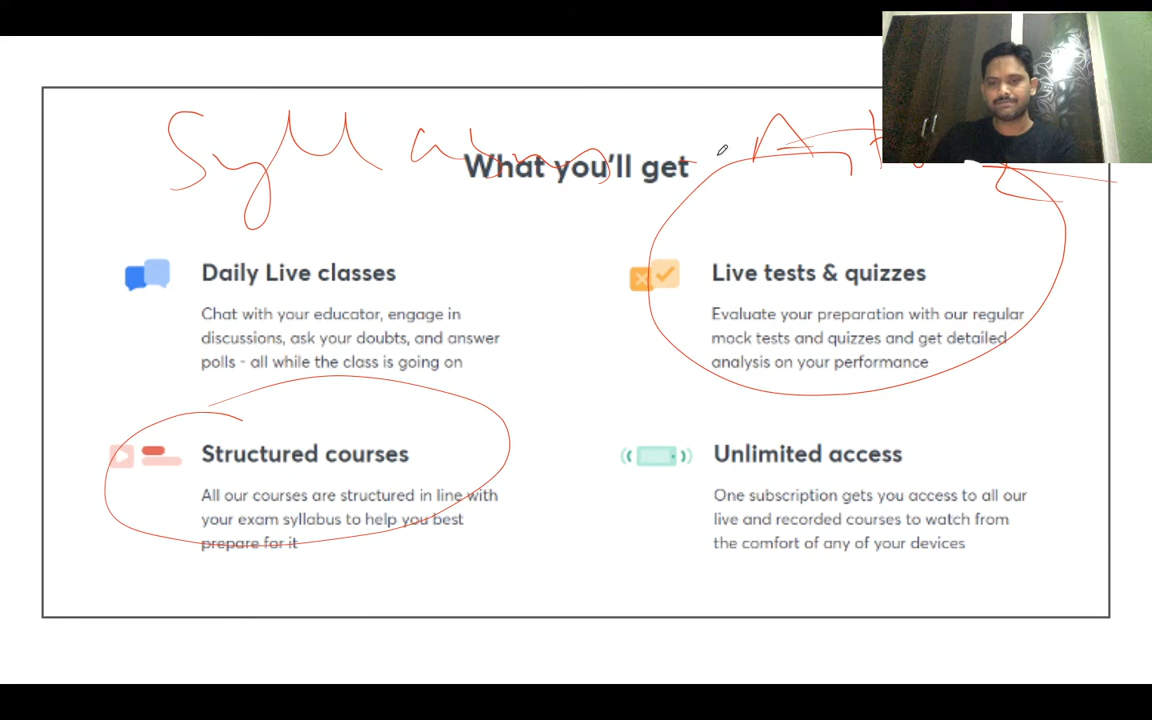 Syllabus
What you'll get
Daily Live classes
Chat with your educator, engage in
discussions, ask your doubts, and answer
polls - all while the class is going on
Live tests & quizzes
Evaluate your preparation with our regular
mock tests and quizzes and get detailed
analysis on your performance
Structured courses
All our courses are structured in line with
your exam syllabus to help you best
prepare for it
Unlimited access
One subscription gets you access to all our
live and recorded courses to watch from
the comfort of any of your devices